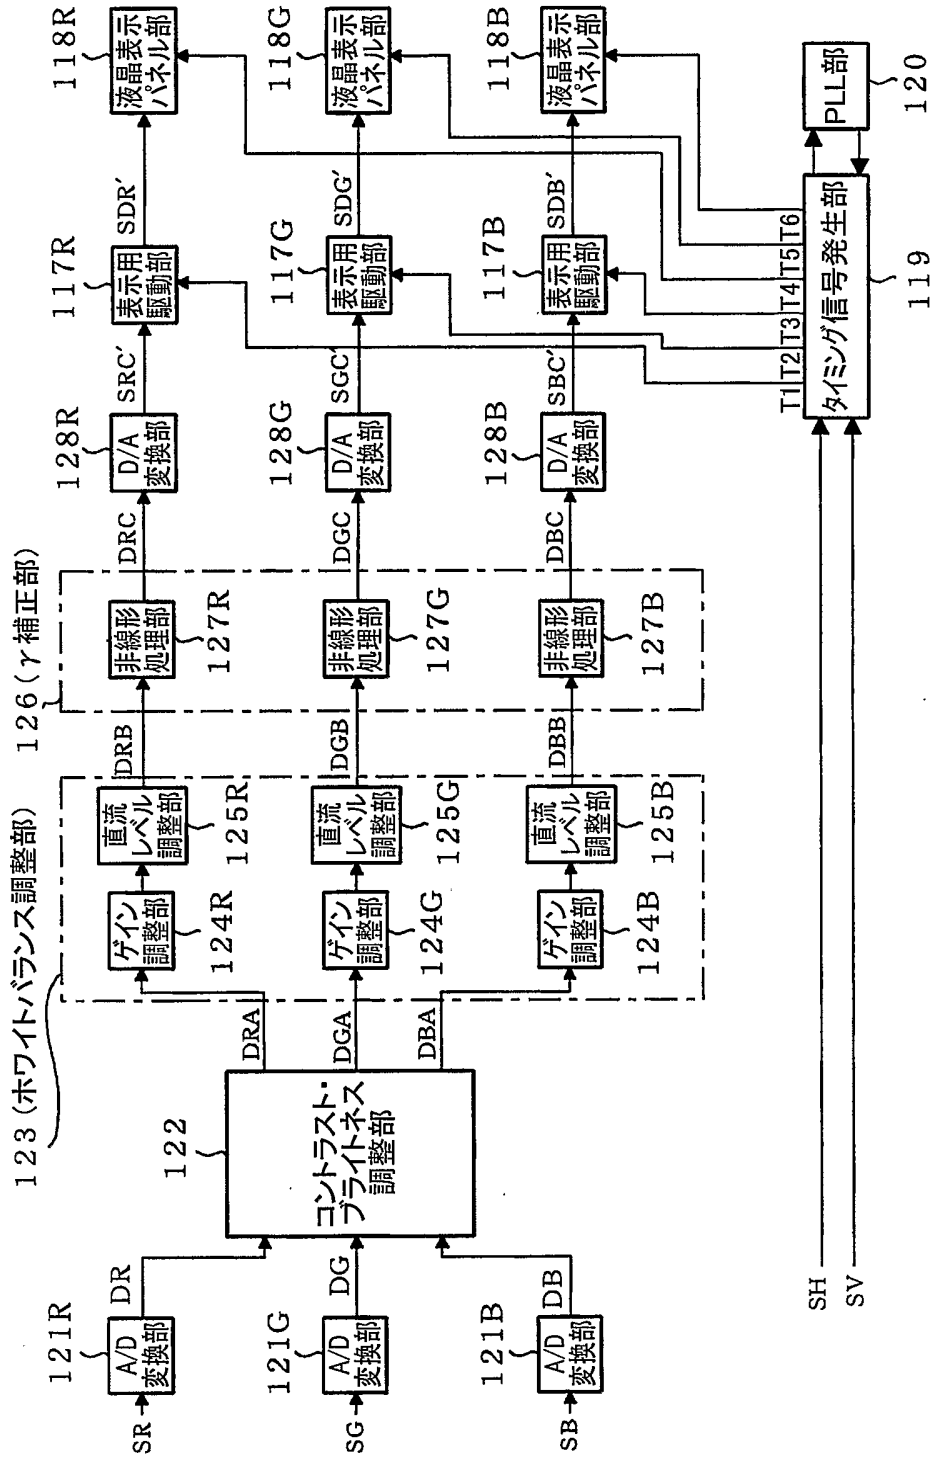 123(ホワイトバランス調整部)
126(γ補正部)
SR
121R
A/D
変換部
DR
SG
121G
A/D
変換部
DG
SB
121B
A/D
変換部
DB
122
コントラスト・
ブライトネス
調整部
DRA
DGA
DBA
ゲイン
調整部
124R
直流
レベル
調整部
125R
DRB
非線形
処理部
127R
DRC
128R
D/A
変換部
SRC'
117R
表示用
駆動部
SDR'
118R
液晶表示
パネル部
ゲイン
調整部
124G
直流
レベル
調整部
125G
DGB
非線形
処理部
127G
DGC
128G
D/A
変換部
SGC'
117G
表示用
駆動部
SDG'
118G
液晶表示
パネル部
ゲイン
調整部
124B
直流
レベル
調整部
125B
DBB
非線形
処理部
127B
DBC
128B
D/A
変換部
SBC'
117B
表示用
駆動部
SDB'
118B
液晶表示
パネル部
SH
SV
T1 T2 T3 T4 T5 T6
タイミング信号発生部
119
PLL部
120